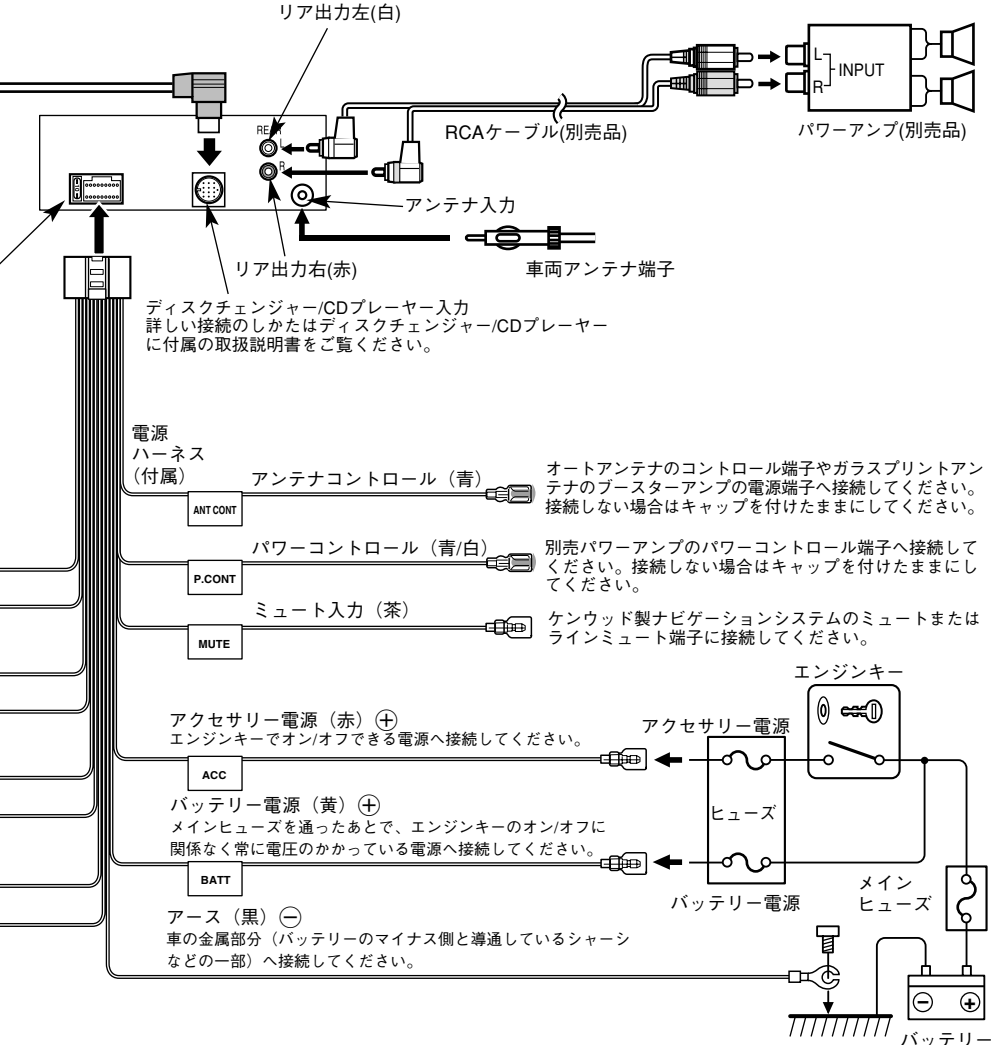 リア出力左(白)
L
R
INPUT
REAR
L
R
RCAケーブル(別売品)
パワーアンプ(別売品)
アンテナ入力
リア出力右(赤)
車両アンテナ端子
ディスクチェンジャー/CDプレーヤー入力
詳しい接続のしかたはディスクチェンジャー/CDプレーヤー
に付属の取扱説明書をご覧ください。
電源
ハーネス
(付属)
アンテナコントロール（青）
ANT CONT
オートアンテナのコントロール端子やガラスプリントアン
テナのブースターアンプの電源端子へ接続してください。
接続しない場合はキャップを付けたままにしてください。
パワーコントロール（青/白）
P.CONT
別売パワーアンプのパワーコントロール端子へ接続して
ください。接続しない場合はキャップを付けたままにし
てください。
ミュート入力（茶）
MUTE
ケンウッド製ナビゲーションシステムのミュートまたは
ラインミュート端子に接続してください。
エンジンキー
アクセサリー電源（赤）⊕
エンジンキーでオン/オフできる電源へ接続してください。
ACC
アクセサリー電源
ヒューズ
バッテリー電源（黄）⊕
メインヒューズを通ったあとで、エンジンキーのオン/オフに
関係なく常に電圧のかかっている電源へ接続してください。
BATT
バッテリー電源
メイン
ヒューズ
アース（黒）⊖
車の金属部分（バッテリーのマイナス側と導通しているシャーシ
などの一部）へ接続してください。
⊖ ⊕
バッテリー